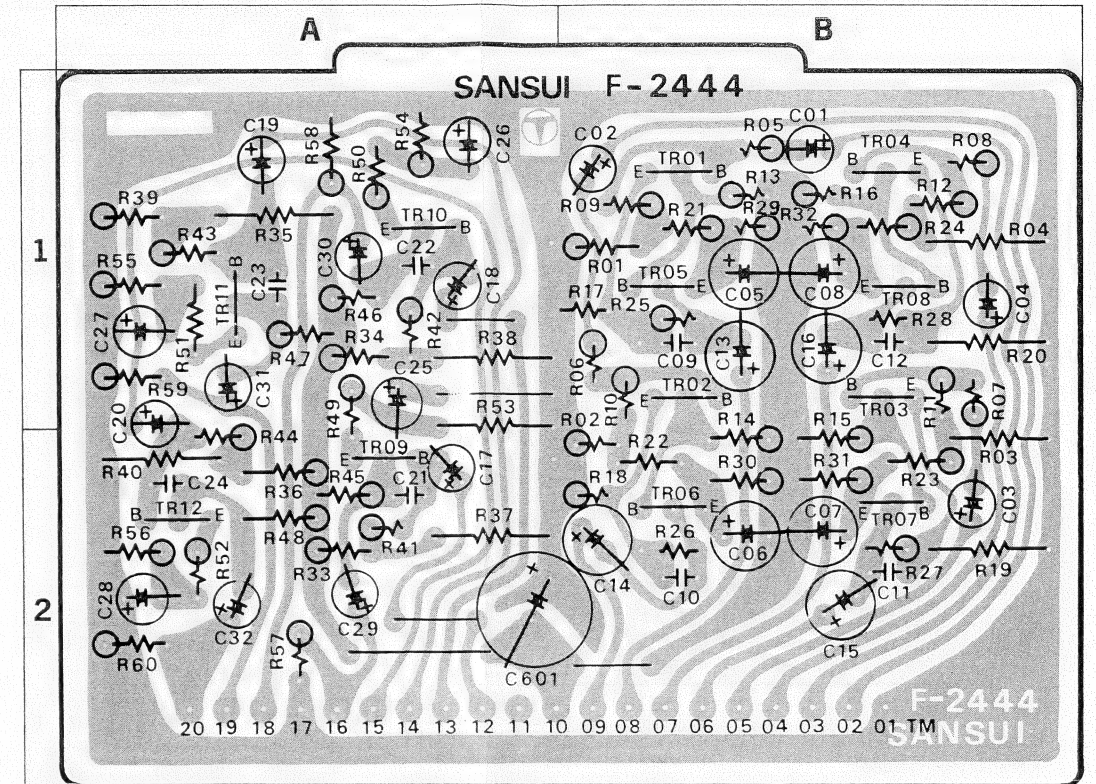 A B
SANSUI F-2444
C19 R58 R50 R54 C26 C02 R05 C01 TR04 R08
E TR01 B B E
R39 R13 R16 R12
R09 R21 R29 R32 R24 R04
R35 TR10
E B
1
R43 C30 C22 R01
R55 B C23 C18 TR05
B E C05 C08 B TR08 B
TR11 R46 R17 R25 R28 C04
C27 R51 E R47 R34 R42 R38 C09 C13 C16 C12 R20
R59 C31 C25 R06 TR02 B E
R10 E B TR03 R11 R07
C20 R49 R53 R02 R14 R15
R44 TR09 R22 R03
R40 E B C17 R30 R31 R23
C24 R36 R45 C21 R18 TR06
B TR12 E R48 R37 B E C07 E TR07 B C03
R56 R52 R41 R26 C06
R33 C14 R27 R19
C28 C32 C29 C10 C11
2
R60 R57 C601 C15
F-2444
20 19 18 17 16 15 14 13 12 11 10 09 08 07 06 05 04 03 02 01 TM
SANSUI